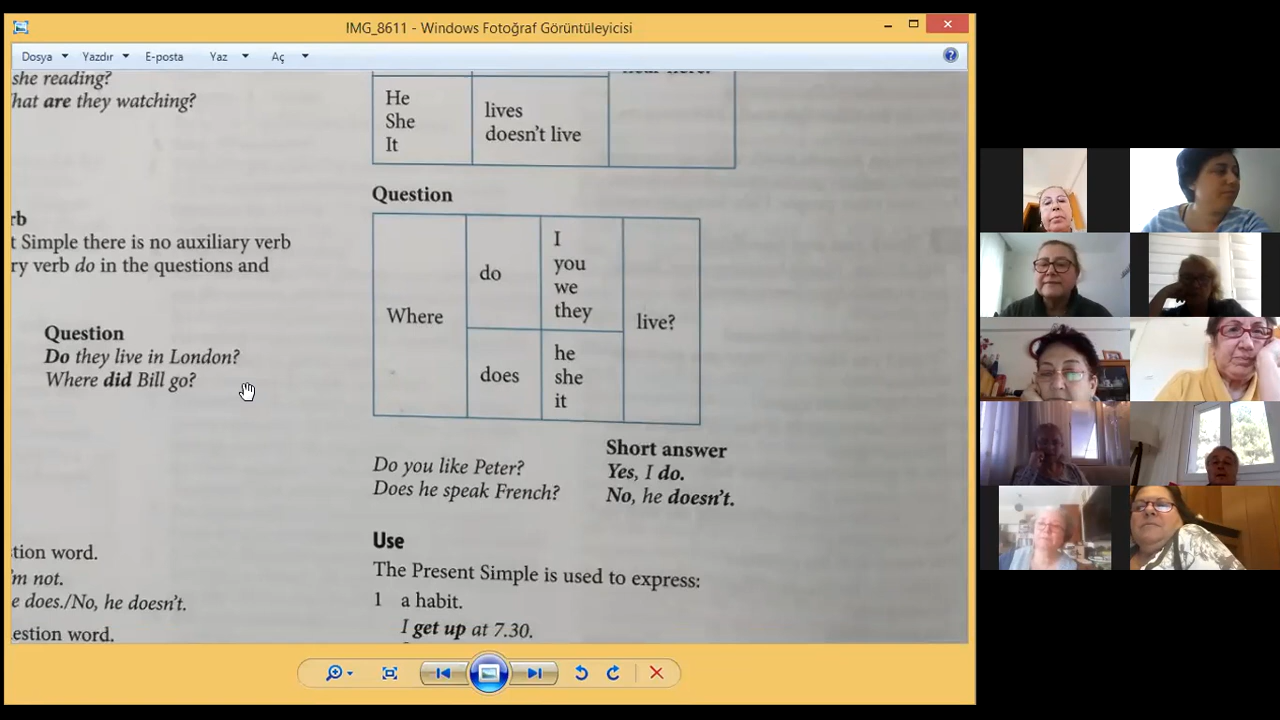 IMG_8611 - Windows Fotoğraf Görüntüleyicisi
Dosya Yazdır E-posta Yaz Aç
she reading?
hat are they watching?
rb
t Simple there is no auxiliary verb
ry verb do in the questions and
Question
Do they live in London?
Where did Bill go?
tion word.
'm not.
e does./No, he doesn't.
estion word.
He
She
It
lives
doesn't live
Question
Where
do
I
you
we
they
does
he
she
it
live?
Short answer
Do you like Peter? Yes, I do.
Does he speak French? No, he doesn't.
Use
The Present Simple is used to express:
1 a habit.
I get up at 7.30.